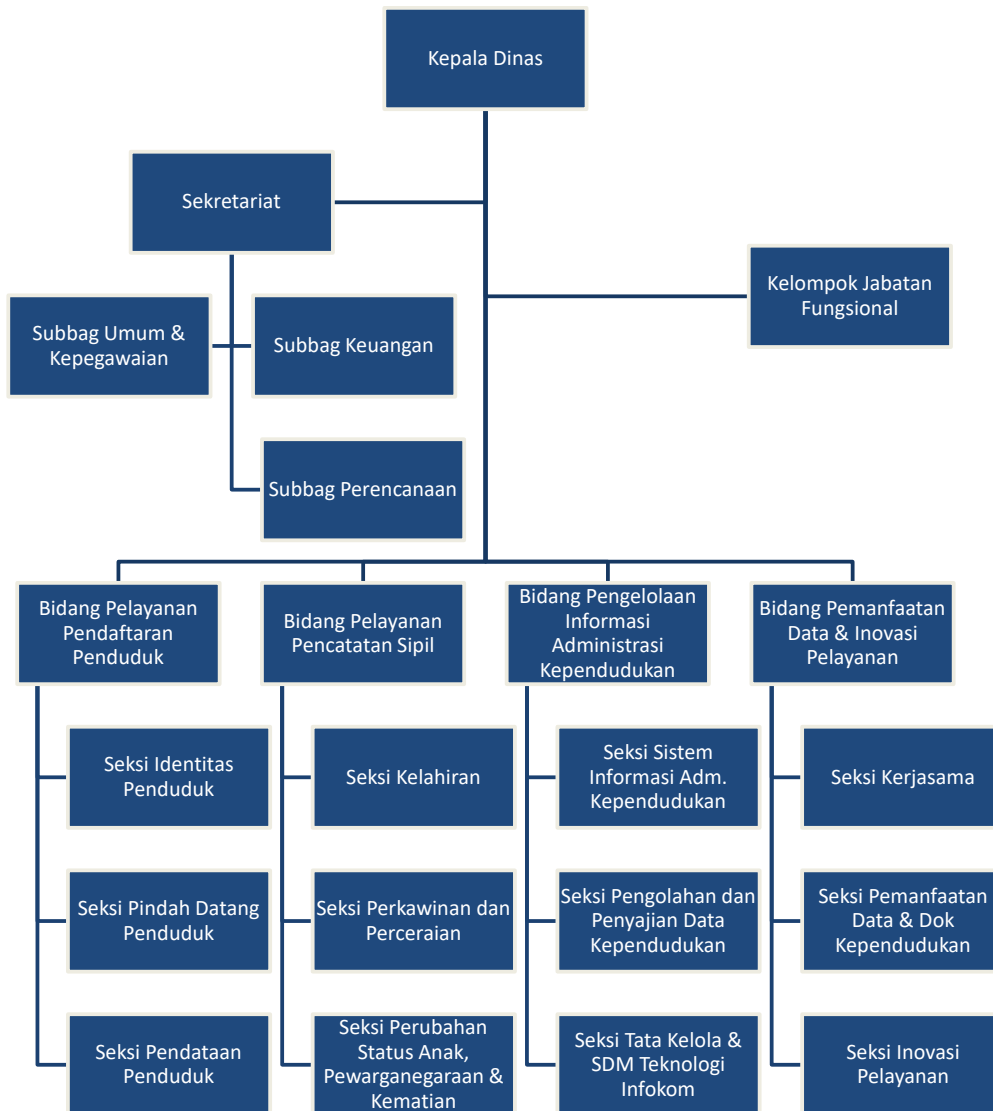 Kepala Dinas
Sekretariat
Kelompok Jabatan
Fungsional
Subbag Umum &
Kepegawaian
Subbag Keuangan
Subbag Perencanaan
Bidang Pelayanan
Pendaftaran
Penduduk
Bidang Pelayanan
Pencatatan Sipil
Bidang Pengelolaan
Informasi
Administrasi
Kependudukan
Bidang Pemanfaatan
Data & Inovasi
Pelayanan
Seksi Identitas
Penduduk
Seksi Kelahiran
Seksi Sistem
Informasi Adm.
Kependudukan
Seksi Kerjasama
Seksi Pindah Datang
Penduduk
Seksi Perkawinan dan
Perceraian
Seksi Pengolahan dan
Penyajian Data
Kependudukan
Seksi Pemanfaatan
Data & Dok
Kependudukan
Seksi Pendataan
Penduduk
Seksi Perubahan
Status Anak,
Pewarganegaraan &
Kematian
Seksi Tata Kelola &
SDM Teknologi
Infokom
Seksi Inovasi
Pelayanan